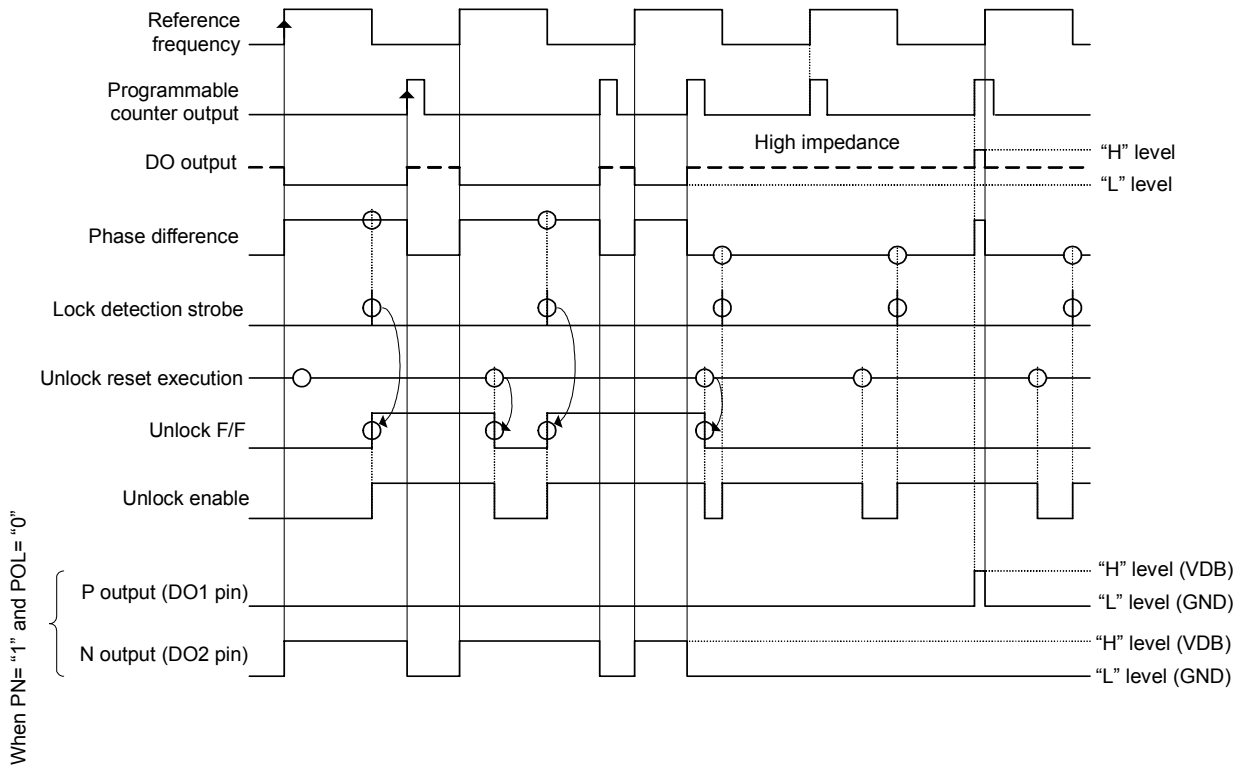 Reference
frequency
Programmable
counter output
High impedance
DO output
“H” level
“L” level
Phase difference
Lock detection strobe
Unlock reset execution
Unlock F/F
Unlock enable
When PN= “1” and POL= “0”
P output (DO1 pin)
“H” level (VDB)
“L” level (GND)
N output (DO2 pin)
“H” level (VDB)
“L” level (GND)